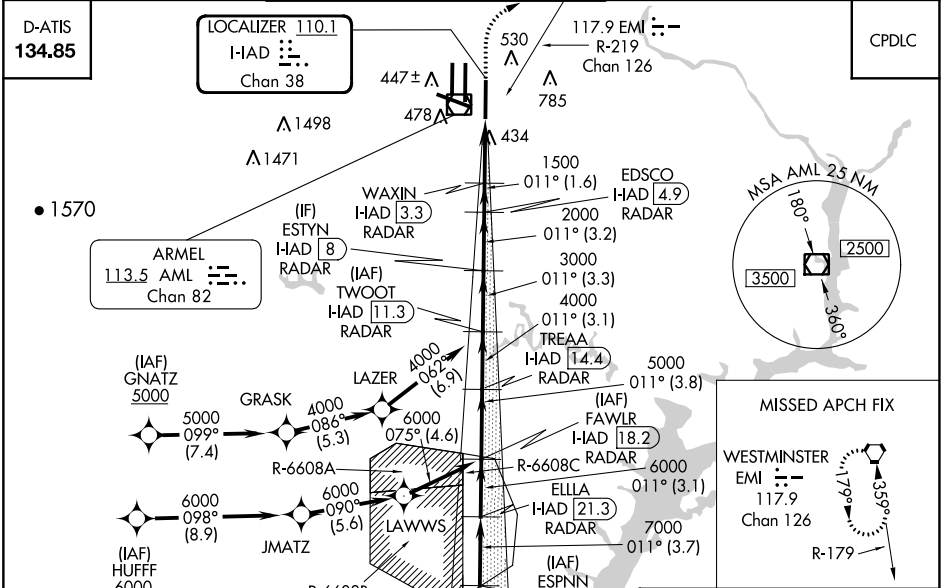 D-ATIS
134.85
LOCALIZER 110.1
I-IAD
Chan 38
117.9 EMI
R-219
Chan 126
CPDLC
530
447±
785
478
434
1498
1471
1570
ARMEL
113.5 AML
Chan 82
WAXIN
I-IAD 3.3
RADAR
1500
011° (1.6)
EDSCO
I-IAD 4.9
RADAR
2000
011° (3.2)
(IF)
ESTYN
I-IAD 8
RADAR
3000
011° (3.3)
(IAF)
TWOOT
I-IAD 11.3
RADAR
4000
011° (3.1)
TREAA
I-IAD 14.4
RADAR
5000
011° (3.8)
MSA AML 25 NM
180°
2500
3500
360°
(IAF)
GNATZ
5000
5000
099°
(7.4)
GRASK
4000
086°
(5.3)
LAZER
4000
062°
(6.9)
(IAF)
FAWLR
I-IAD 18.2
RADAR
6000
075° (4.6)
R-6608A
R-6608C
6000
011° (3.1)
ELLLA
I-IAD 21.3
RADAR
7000
011° (3.7)
6000
098°
(8.9)
(IAF)
HUFFF
6000
JMATZ
6000
090°
(5.6)
LAWWS
R-6608B
(IAF)
ESPNN
MISSED APCH FIX
WESTMINSTER
EMI
117.9
Chan 126
179°
359°
R-179